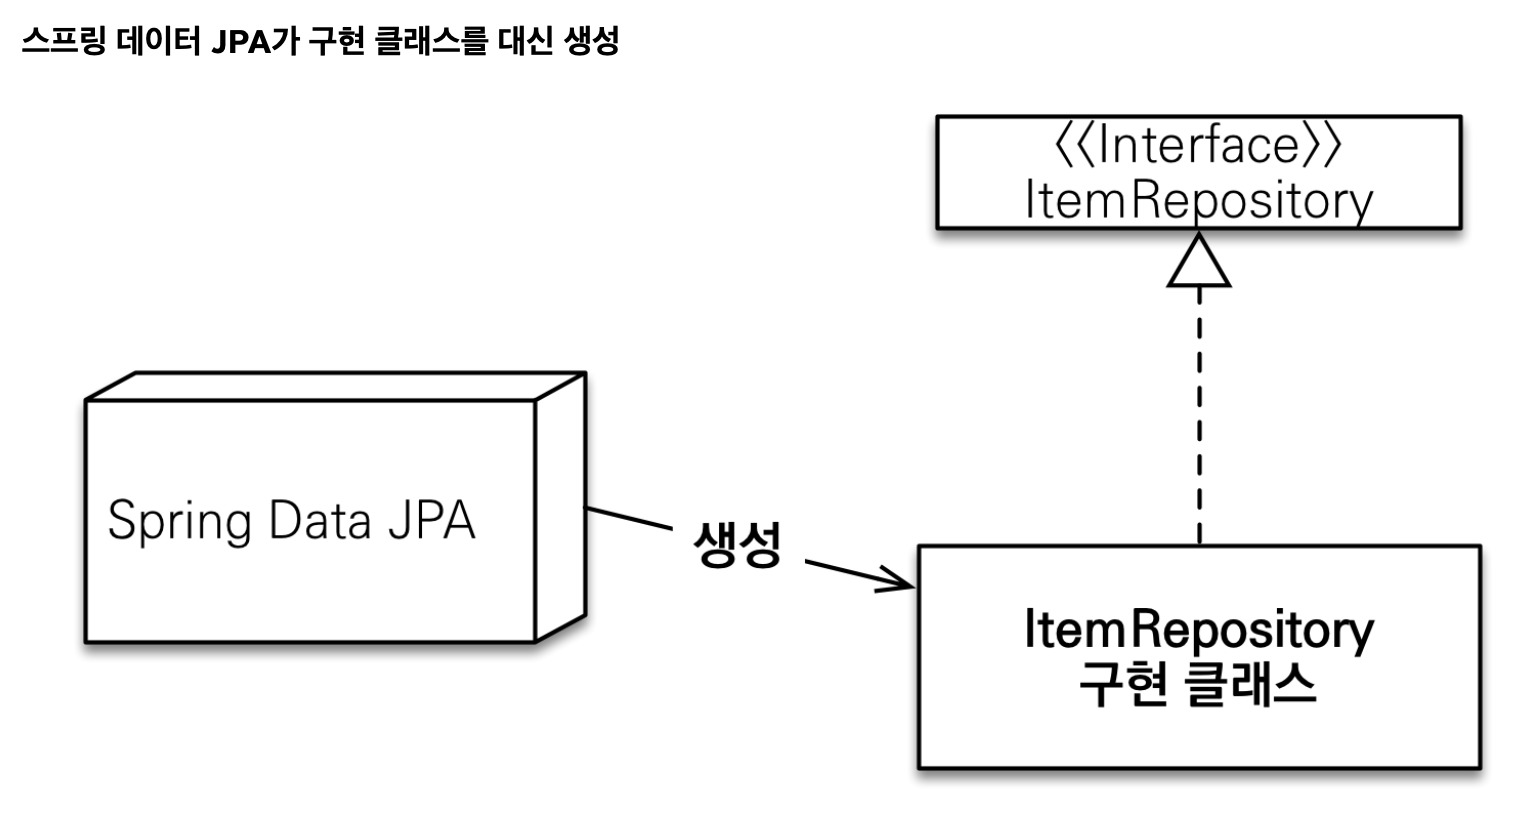 스프링 데이터 JPA가 구현 클래스를 대신 생성
<<Interface>>
ItemRepository
Spring Data JPA
생성
ItemRepository
구현 클래스